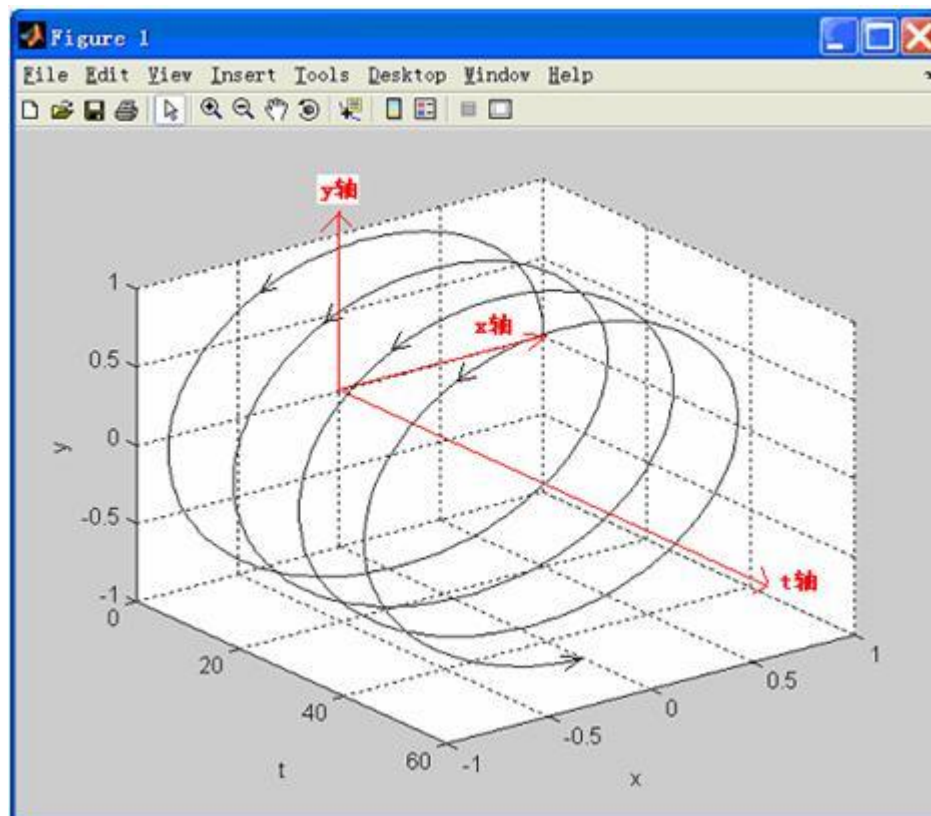 Figure 1
File Edit View Insert Tools Desktop Window Help
y轴
x轴
t轴
1
0.5
0
-0.5
-1
y
0
20
40
60
t
-1
-0.5
0
0.5
1
x